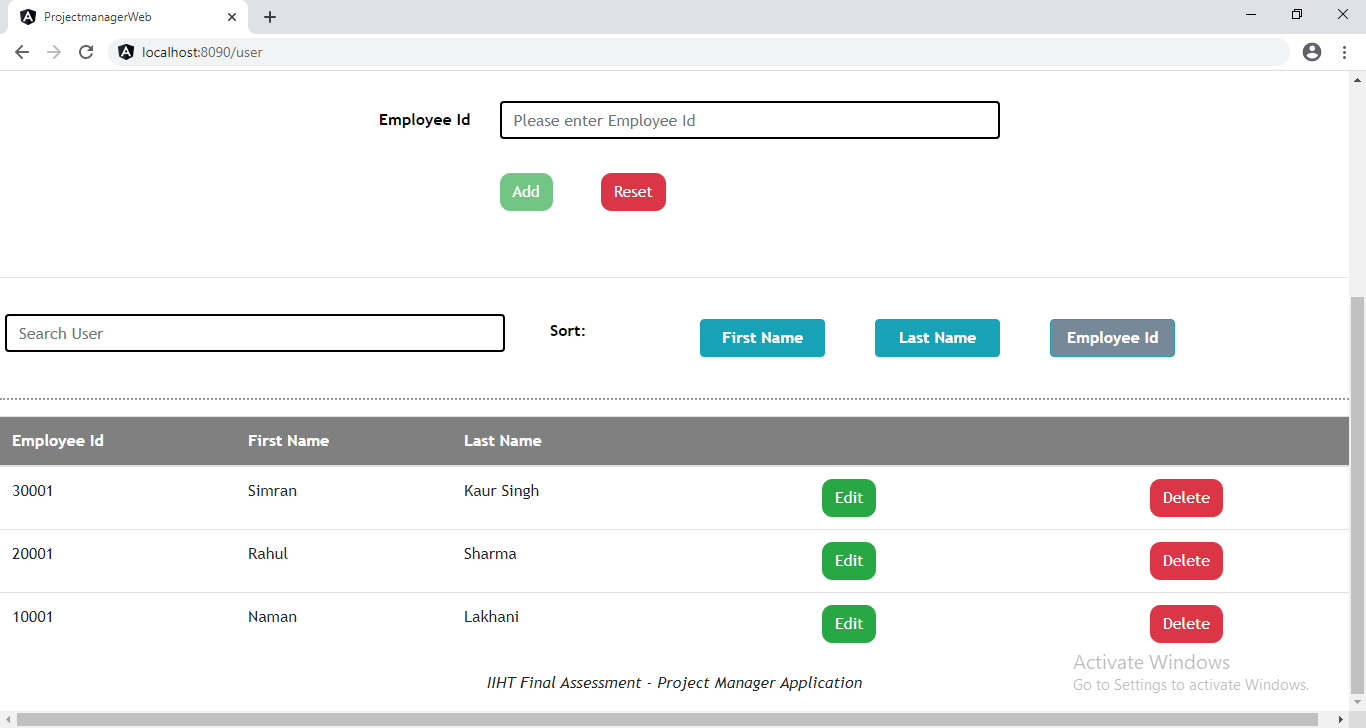 ProjectmanagerWeb
localhost:8090/user
Employee Id Please enter Employee Id
Add Reset
Search User Sort: First Name Last Name Employee Id
Employee Id First Name Last Name
30001 Simran Kaur Singh Edit Delete
20001 Rahul Sharma Edit Delete
10001 Naman Lakhani Edit Delete
Activate Windows
IIHT Final Assessment - Project Manager Application
Go to Settings to activate Windows.